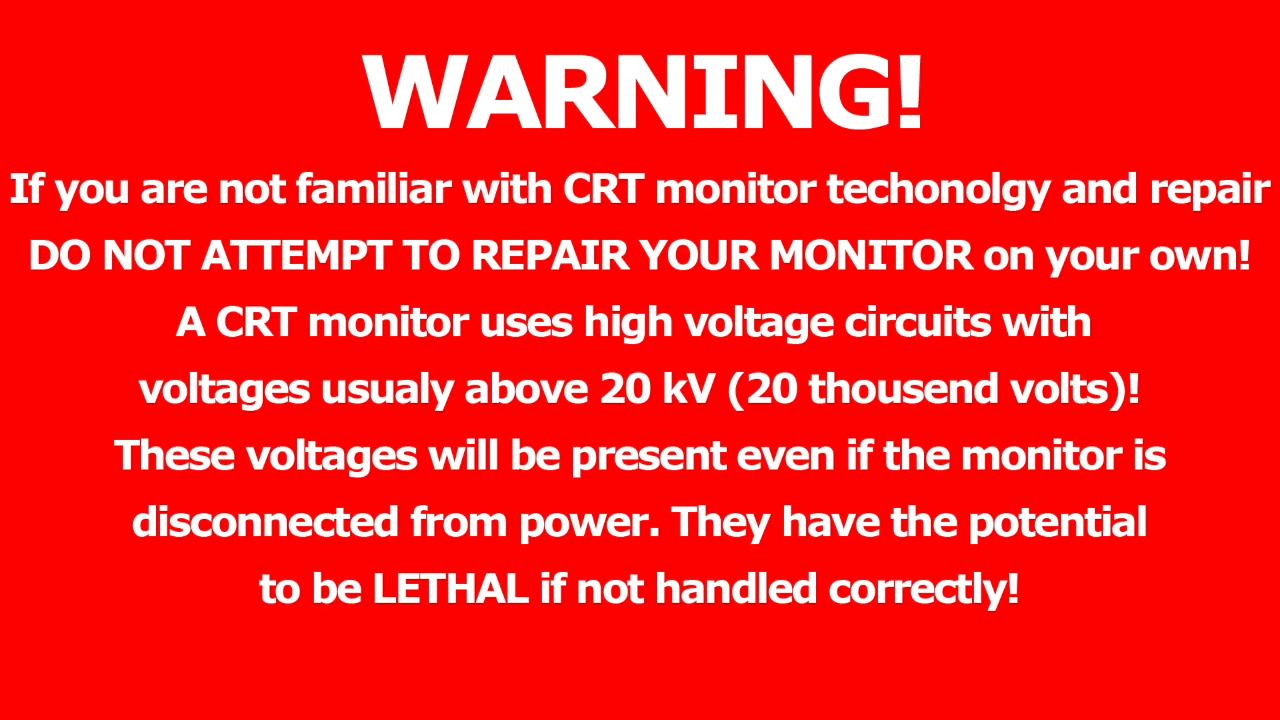 WARNING!
If you are not familiar with CRT monitor techonolgy and repair
DO NOT ATTEMPT TO REPAIR YOUR MONITOR on your own!
A CRT monitor uses high voltage circuits with
voltages usualy above 20 kV (20 thousend volts)!
These voltages will be present even if the monitor is
disconnected from power. They have the potential
to be LETHAL if not handled correctly!